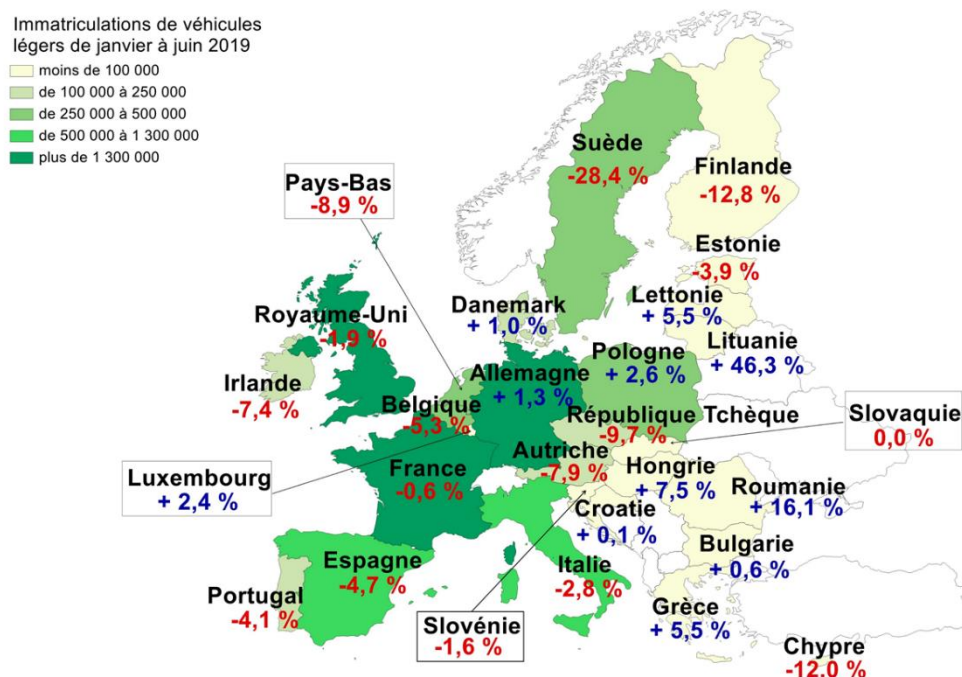 Immatriculations de véhicules
légers de janvier à juin 2019
moins de 100 000
de 100 000 à 250 000
de 250 000 à 500 000
de 500 000 à 1 300 000
plus de 1 300 000
Suède
-28,4 %
Finlande
-12,8 %
Pays-Bas
-8,9 %
Estonie
-3,9 %
Lettonie
+ 5,5 %
Danemark
+ 1,0 %
Royaume-Uni
-1,9 %
Lituanie
+ 46,3 %
Pologne
+ 2,6 %
Allemagne
+ 1,3 %
Irlande
-7,4 %
Belgique
-5,3 %
République Tchèque
-9,7 %
Slovaquie
0,0 %
Autriche
-7,9 %
Luxembourg
+ 2,4 %
France
-0,6 %
Hongrie
+ 7,5 %
Roumanie
+ 16,1 %
Croatie
+ 0,1 %
Bulgarie
+ 0,6 %
Espagne
-4,7 %
Italie
-2,8 %
Portugal
-4,1 %
Slovénie
-1,6 %
Grèce
+ 5,5 %
Chypre
-12,0 %